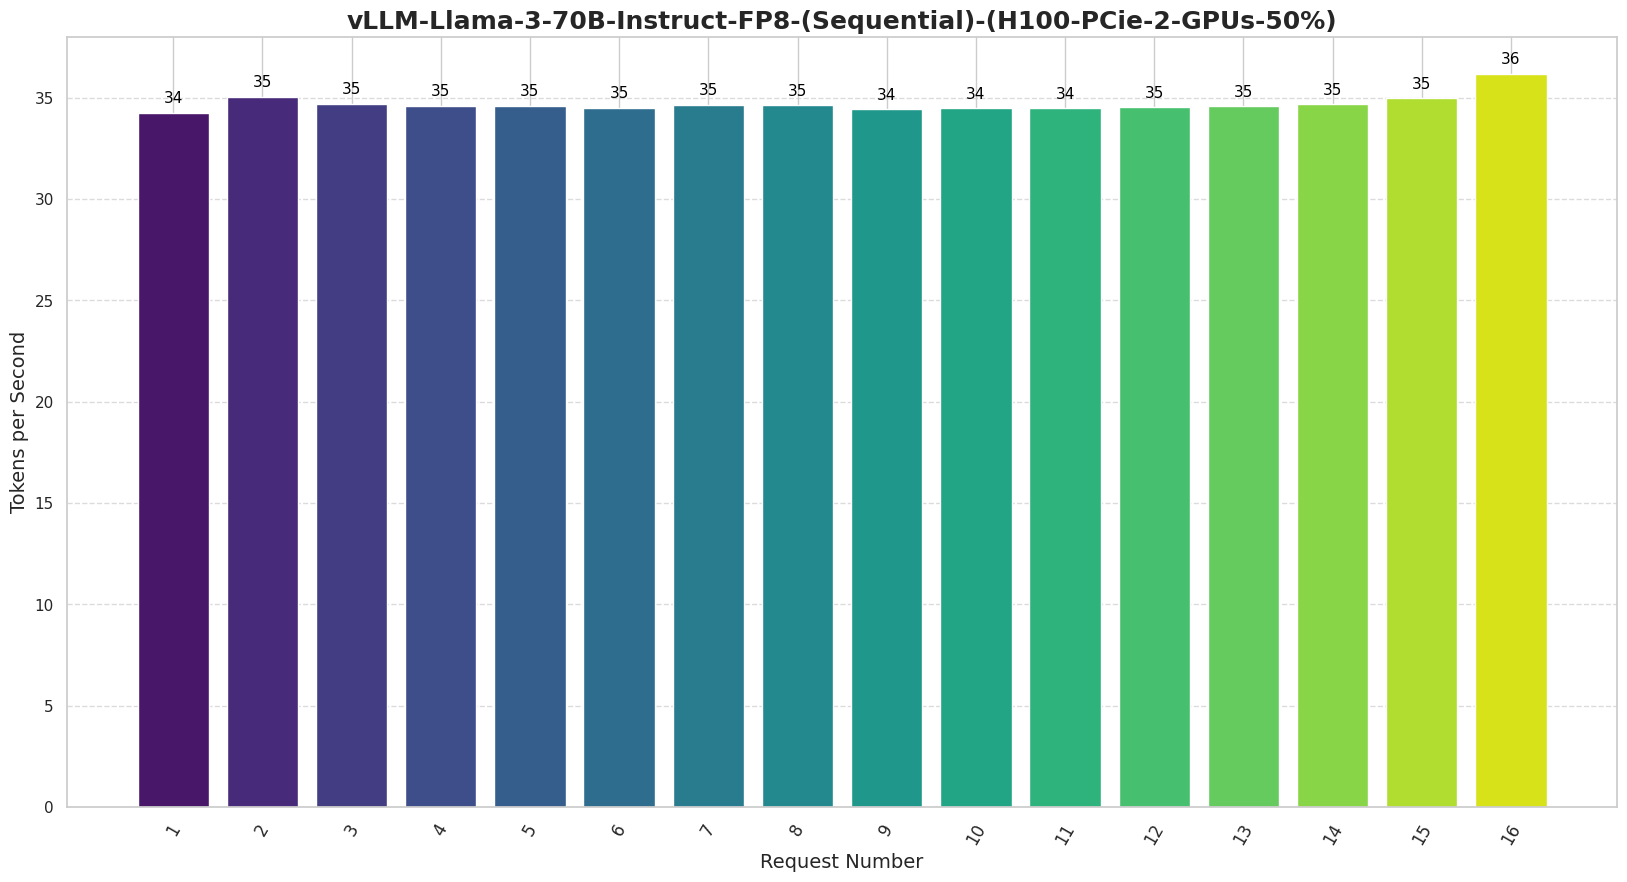 vLLM-Llama-3-70B-Instruct-FP8-(Sequential)-(H100-PCie-2-GPUs-50%)
34 35 35 35 35 35 35 35 34 34 34 35 35 35 35 36
35
30
25
20
15
10
5
0
Tokens per Second
1 2 3 4 5 6 7 8 9 10 11 12 13 14 15 16
Request Number